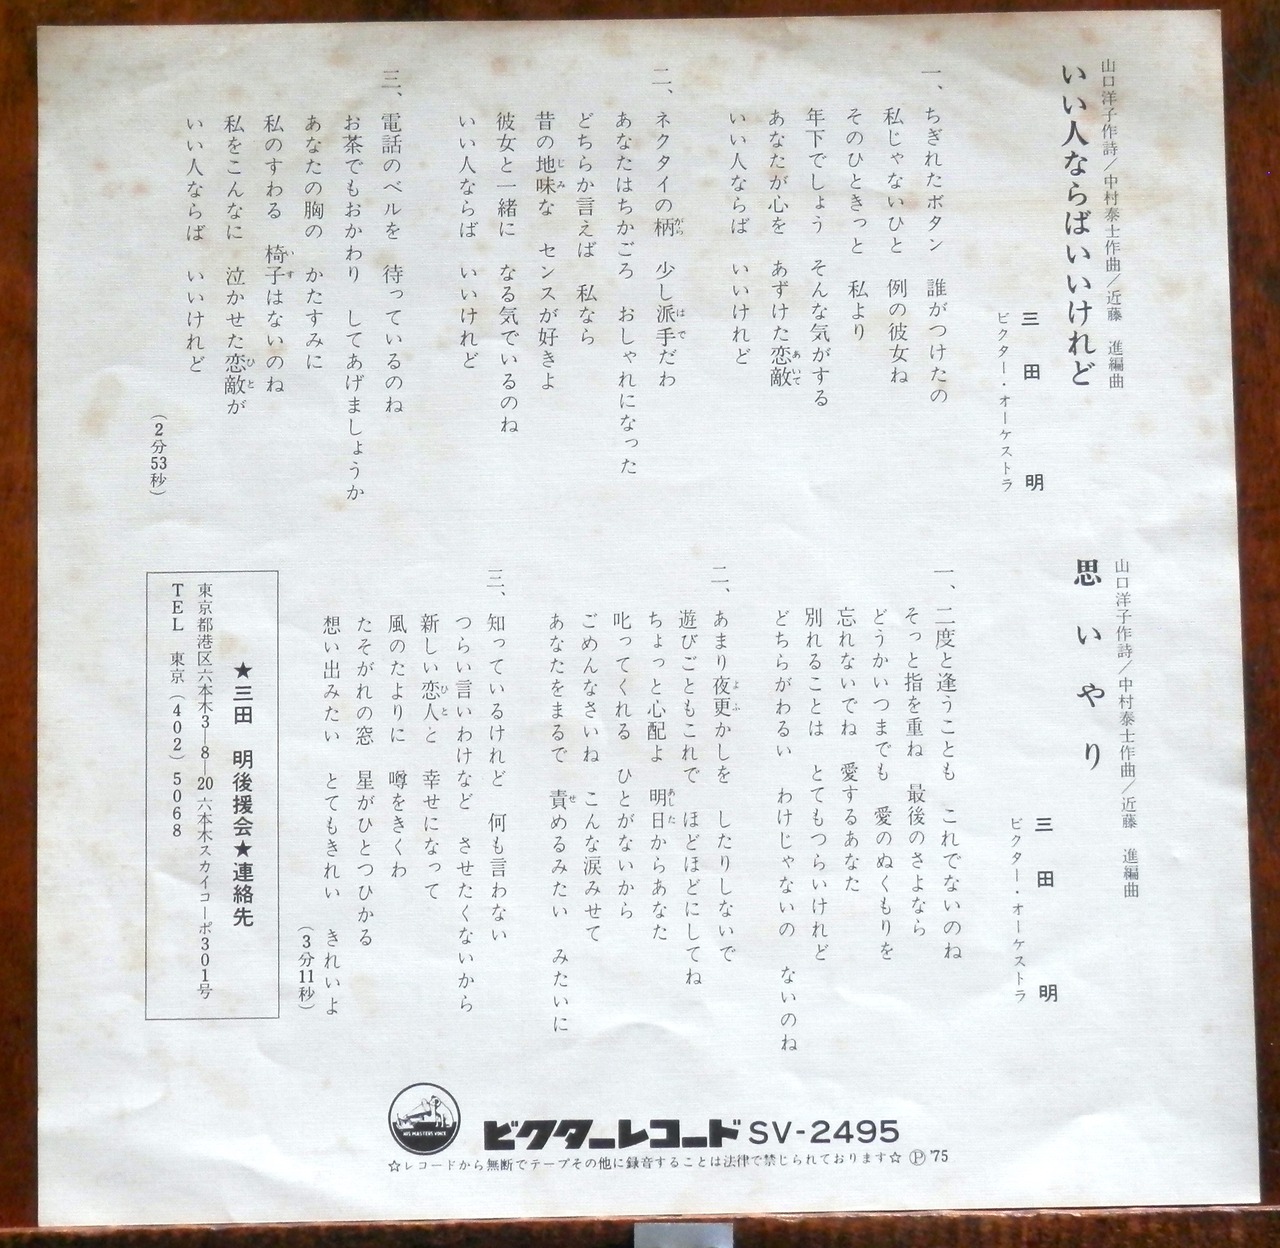 山口洋子作詩／中村泰士作曲／近藤　進編曲
いい人ならばいいけれど
三田　明
ビクター・オーケストラ
一、ちぎれたボタン　誰がつけたの
私じゃないひと　例の彼女ね
そのひときっと　私より
年下でしょう　そんな気がする
あなたが心を　あずけた恋敵（あいて）
いい人ならば　いいけれど
二、ネクタイの柄（がら）　少し派手（はで）だわ
あなたはちかごろ　おしゃれになった
どちらか言えば　私なら
昔の地味（じみ）な　センスが好きよ
彼女と一緒に　なる気でいるのね
いい人ならば　いいけれど
三、電話のベルを　待っているのね
お茶でもおかわり　してあげましょうか
あなたの胸の　かたすみに
私のすわる　椅子（いす）はないのね
私をこんなに　泣かせた恋敵（ひと）が
いい人ならば　いいけれど
（2分53秒）
山口洋子作詩／中村泰士作曲／近藤　進編曲
思いやり
三田　明
ビクター・オーケストラ
一、二度と逢うことも　これでないのね
そっと指を重ね　最後のさよなら
どうかいつまでも　愛のぬくもりを
忘れないでね　愛するあなた
別れることは　とてもつらいけれど
どちらがわるい　わけじゃないの　ないのね
二、あまり夜更（よふ）かしを　したりしないで
遊びごともこれで　ほどほどにしてね
ちょっと心配よ　明日（あした）からあなた
叱ってくれる　ひとがないから
ごめんなさいね　こんな涙みせて
あなたをまるで　責（せ）めるみたい　みたいに
三、知っているけれど　何も言わない
つらい言いわけなど　させたくないから
新しい恋人（ひと）と　幸せになって
風のたよりに　噂をきくわ
たそがれの窓　星がひとつひかる
想い出みたい　とてもきれい　きれいよ
（3分11秒）
★三田　明後援会★連絡先
東京都港区六本木3―8―20 六本木スカイコーポ301号
TEL　東京（402）5068
HIS MASTERS VOICE
ビクターレコード SV-2495
☆レコードから無断でテープその他に録音することは法律で禁じられております☆ Ⓟ '75